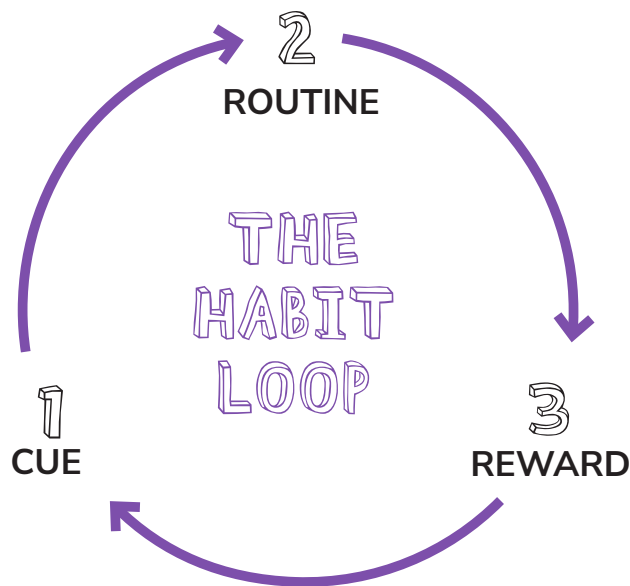 2
ROUTINE
THE
HABIT
LOOP
1
CUE
3
REWARD